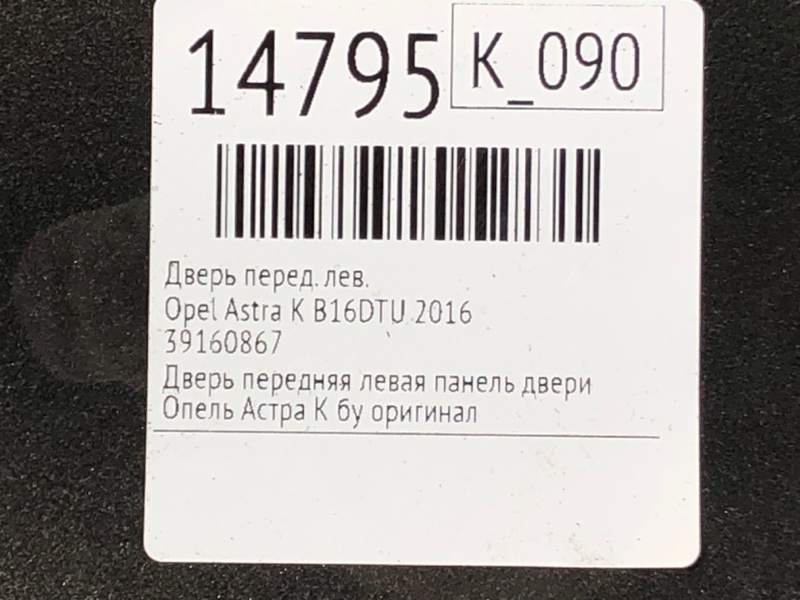 14795 K_090
Дверь перед. лев.
Opel Astra K B16DTU 2016
39160867
Дверь передняя левая панель двери
Опель Астра К бу оригинал